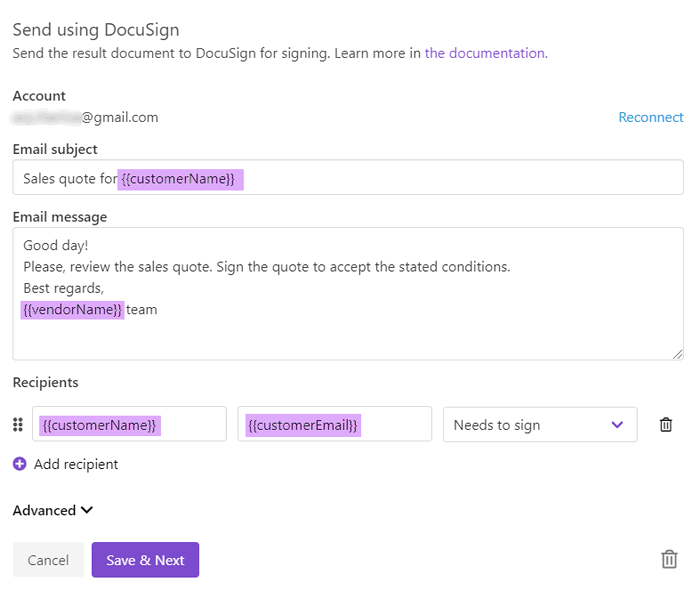 Send using DocuSign
Send the result document to DocuSign for signing. Learn more in the documentation.
Account
@gmail.com
Reconnect
Email subject
Sales quote for {{customerName}}
Email message
Good day!
Please, review the sales quote. Sign the quote to accept the stated conditions.
Best regards,
{{vendorName}} team
Recipients
{{customerName}} {{customerEmail}} Needs to sign
Add recipient
Advanced
Cancel Save & Next